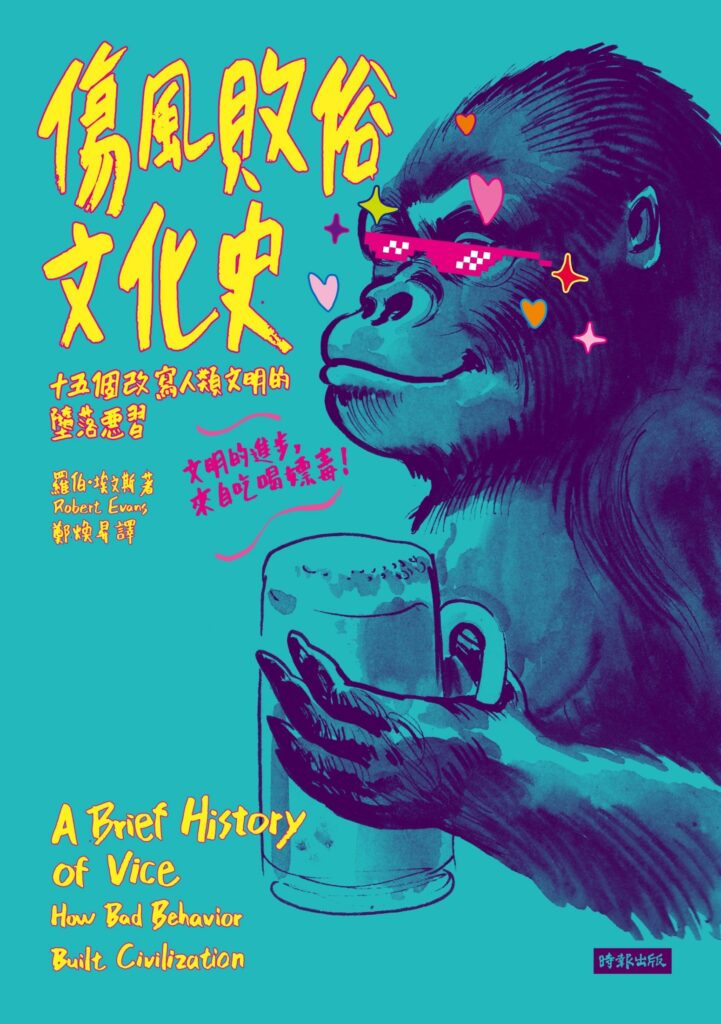 傷風敗俗
文化史
十五個改寫人類文明的
墮落惡習
文明的進步，
來自吃喝嫖毒！
羅伯・埃文斯 著
Robert Evans
鄭煥昇 譯
A Brief History
of Vice
How Bad Behavior
Built Civilization
時報出版